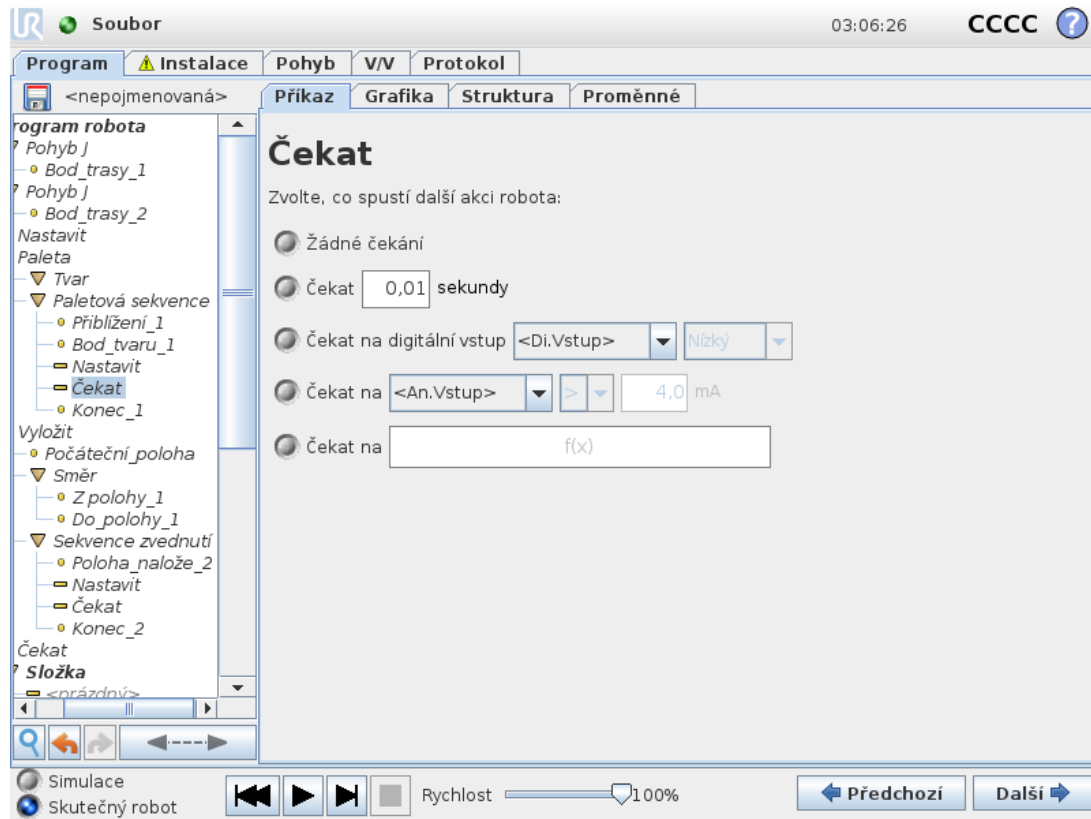 Soubor 03:06:26 CCCC ?
Program Instalace Pohyb V/V Protokol
<nepojmenovaná> Příkaz Grafika Struktura Proměnné
rogram robota
Pohyb J
Bod_trasy_1
Pohyb J
Bod_trasy_2
Nastavit
Paleta
Tvar
Paletová sekvence
Přiblížení_1
Bod_tvaru_1
Nastavit
Čekat
Konec_1
Vyložit
Počáteční_poloha
Směr
Z polohy_1
Do_polohy_1
Sekvence zvednutí
Poloha_nalože_2
Nastavit
Čekat
Konec_2
Čekat
Složka
<prázdný>
Čekat
Zvolte, co spustí další akci robota:
Žádné čekání
Čekat 0,01 sekundy
Čekat na digitální vstup <Di.Vstup> Nízký
Čekat na <An.Vstup> > 4,0 mA
Čekat na f(x)
Simulace
Skutečný robot
Rychlost 100%
Předchozí Další